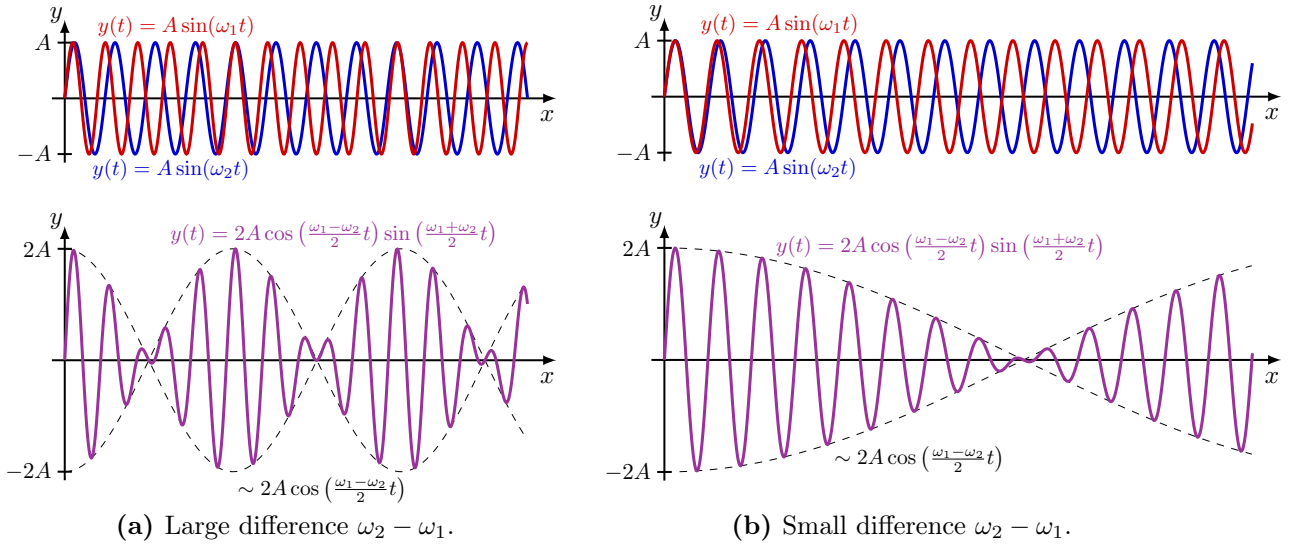 y
y(t) = A sin(ω₁t)
A
x
−A
y(t) = A sin(ω₂t)
y
y(t) = 2A cos((ω₁−ω₂)/2 t) sin((ω₁+ω₂)/2 t)
2A
x
−2A
∼ 2A cos((ω₁−ω₂)/2 t)
(a) Large difference ω₂ − ω₁.
y
y(t) = A sin(ω₁t)
A
x
−A
y(t) = A sin(ω₂t)
y
y(t) = 2A cos((ω₁−ω₂)/2 t) sin((ω₁+ω₂)/2 t)
2A
x
−2A
∼ 2A cos((ω₁−ω₂)/2 t)
(b) Small difference ω₂ − ω₁.